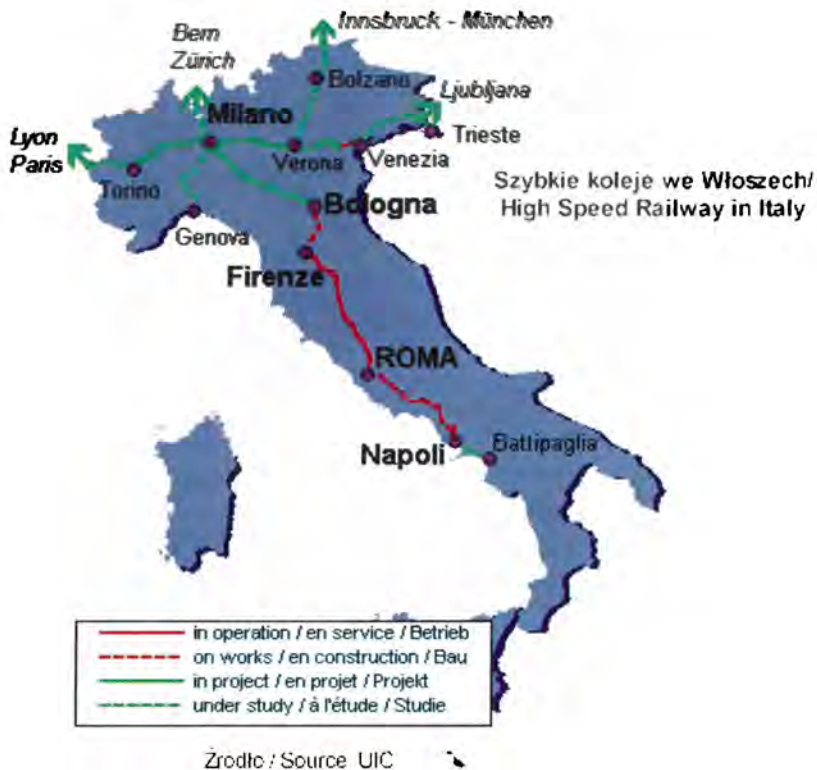 Innsbruck - München
Bern
Zürich
Bolzano
Ljubljana
Milano
Trieste
Lyon
Paris
Verona
Venezia
Torino
Szybkie koleje we Włoszech/
High Speed Railway in Italy
Bologna
Genova
Firenze
ROMA
Napoli
Battipaglia
in operation / en service / Betrieb
on works / en construction / Bau
in project / en projet / Projekt
under study / à l'étude / Studie
Źródło / Source UIC